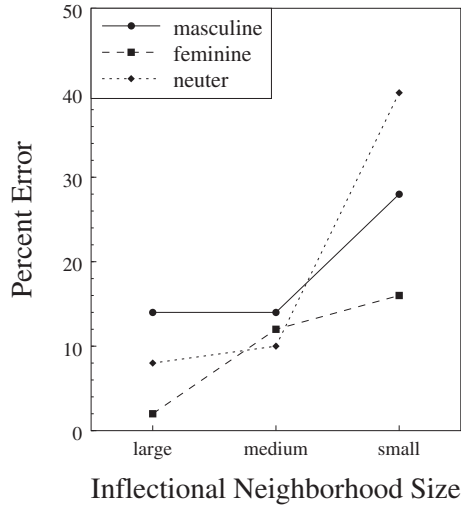 50
masculine
feminine
neuter
40
30
20
10
0
Percent Error
large medium small
Inflectional Neighborhood Size